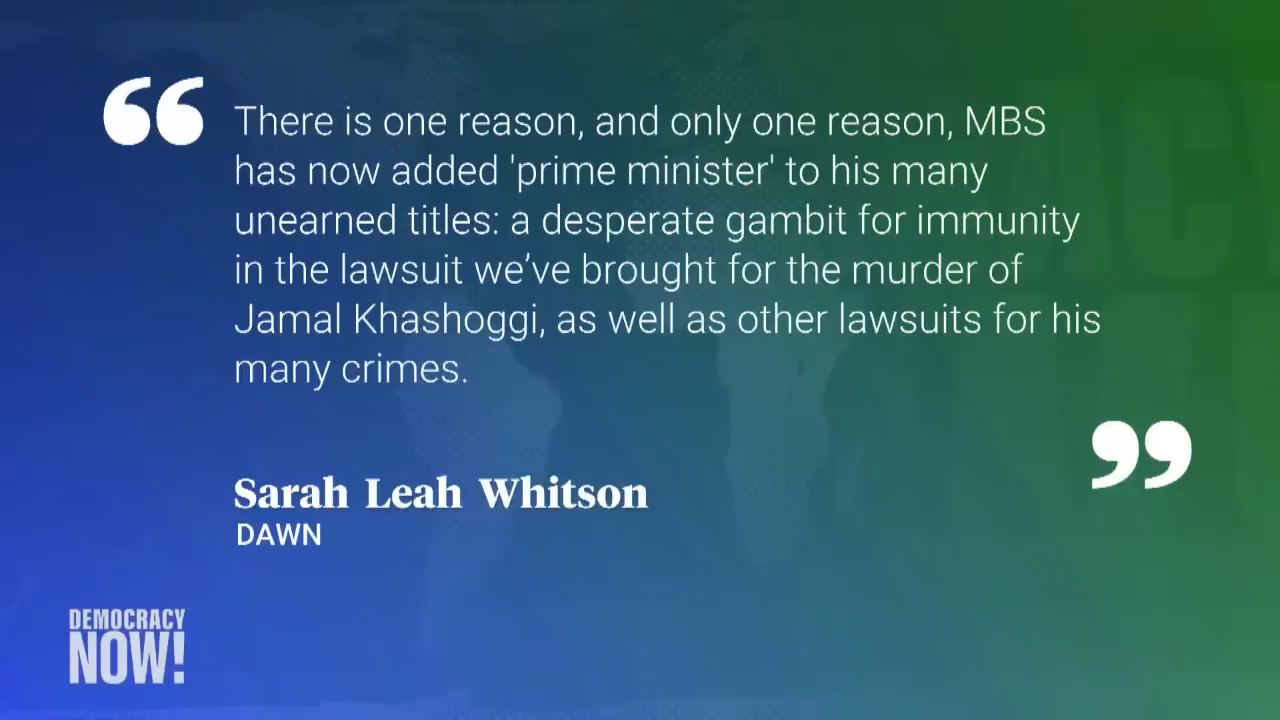 “
There is one reason, and only one reason, MBS
has now added 'prime minister' to his many
unearned titles: a desperate gambit for immunity
in the lawsuit we’ve brought for the murder of
Jamal Khashoggi, as well as other lawsuits for his
many crimes.
”
Sarah Leah Whitson
DAWN
DEMOCRACY
NOW!